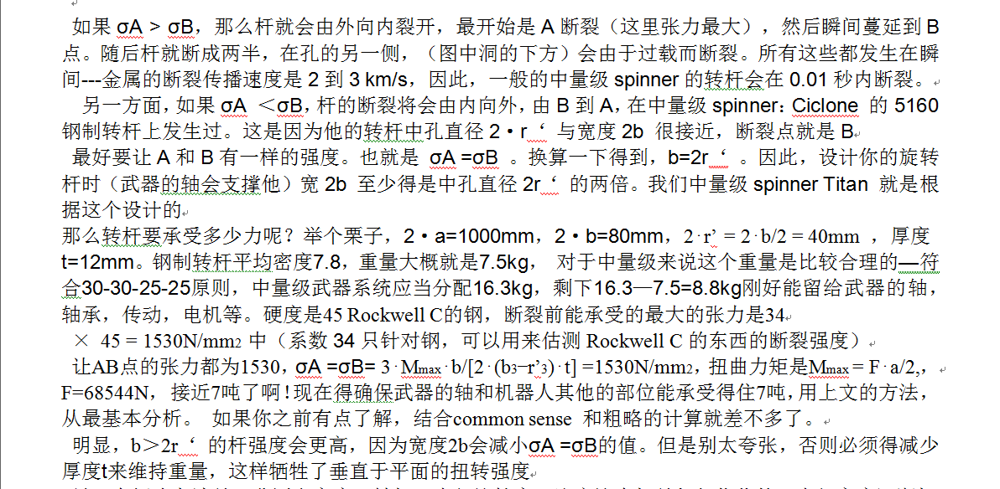 如果 σA > σB，那么杆就会由外向内裂开，最开始是 A 断裂（这里张力最大），然后瞬间蔓延到 B
点。随后杆就断成两半，在孔的另一侧，（图中洞的下方）会由于过载而断裂。所有这些都发生在瞬
间---金属的断裂传播速度是 2 到 3 km/s，因此，一般的中量级 spinner 的转杆会在 0.01 秒内断裂。
另一方面，如果 σA ＜σB，杆的断裂将会由内向外，由 B 到 A，在中量级 spinner：Ciclone 的 5160
钢制转杆上发生过。这是因为他的转杆中孔直径 2·r ‘ 与宽度 2b 很接近，断裂点就是 B
最好要让 A 和 B 有一样的强度。也就是 σA =σB 。换算一下得到，b=2r ‘ 。因此，设计你的旋转
杆时（武器的轴会支撑他）宽 2b 至少得是中孔直径 2r ‘ 的两倍。我们中量级 spinner Titan 就是根
据这个设计的
那么转杆要承受多少力呢？举个栗子，2·a=1000mm，2·b=80mm，2·r’ = 2·b/2 = 40mm ，厚度
t=12mm。钢制转杆平均密度7.8，重量大概就是7.5kg， 对于中量级来说这个重量是比较合理的—符
合30-30-25-25原则，中量级武器系统应当分配16.3kg，剩下16.3—7.5=8.8kg刚好能留给武器的轴，
轴承，传动，电机等。硬度是45 Rockwell C的钢，断裂前能承受的最大的张力是34
× 45 = 1530N/mm2 中（系数 34 只针对钢，可以用来估测 Rockwell C 的东西的断裂强度）
让AB点的张力都为1530，σA =σB= 3·Mmax·b/[2·(b3—r’3)·t] =1530N/mm2，扭曲力矩是Mmax = F·a/2,，
F=68544N，接近7吨了啊！现在得确保武器的轴和机器人其他的部位能承受得住7吨，用上文的方法，
从最基本分析。 如果你之前有点了解，结合common sense 和粗略的计算就差不多了。
明显，b＞2r ‘ 的杆强度会更高，因为宽度2b会减小σA =σB的值。但是别太夸张，否则必须得减少
厚度t来维持重量，这样牺牲了垂直于平面的扭转强度